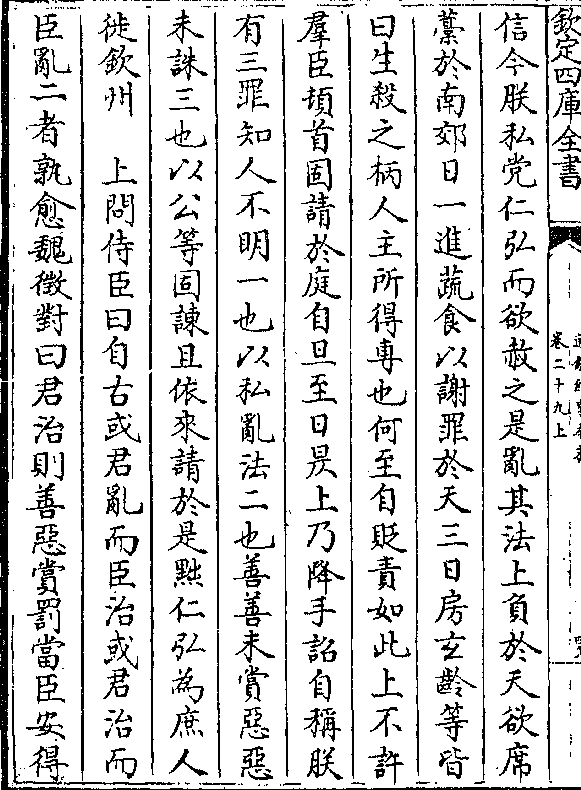 欽定四庫全書
卷二十九上
信今朕私党仁弘而欲赦之是亂其法上負於天欲席
藁於南郊日一進蔬食以謝罪於天三日房玄齡等皆
曰生殺之柄人主所得専也何至自貶責如此上不許
羣臣頓首固請於庭自旦至日昃上乃降手詔自稱朕
有三罪知人不明一也以私亂法二也善善未賞惡惡
未誅三也以公等固諫且依來請於是黜仁弘為庶人
徙欽州　上問侍臣曰自古或君亂而臣治或君治而
臣亂二者孰愈魏徵對曰君治則善惡賞罰當臣安得